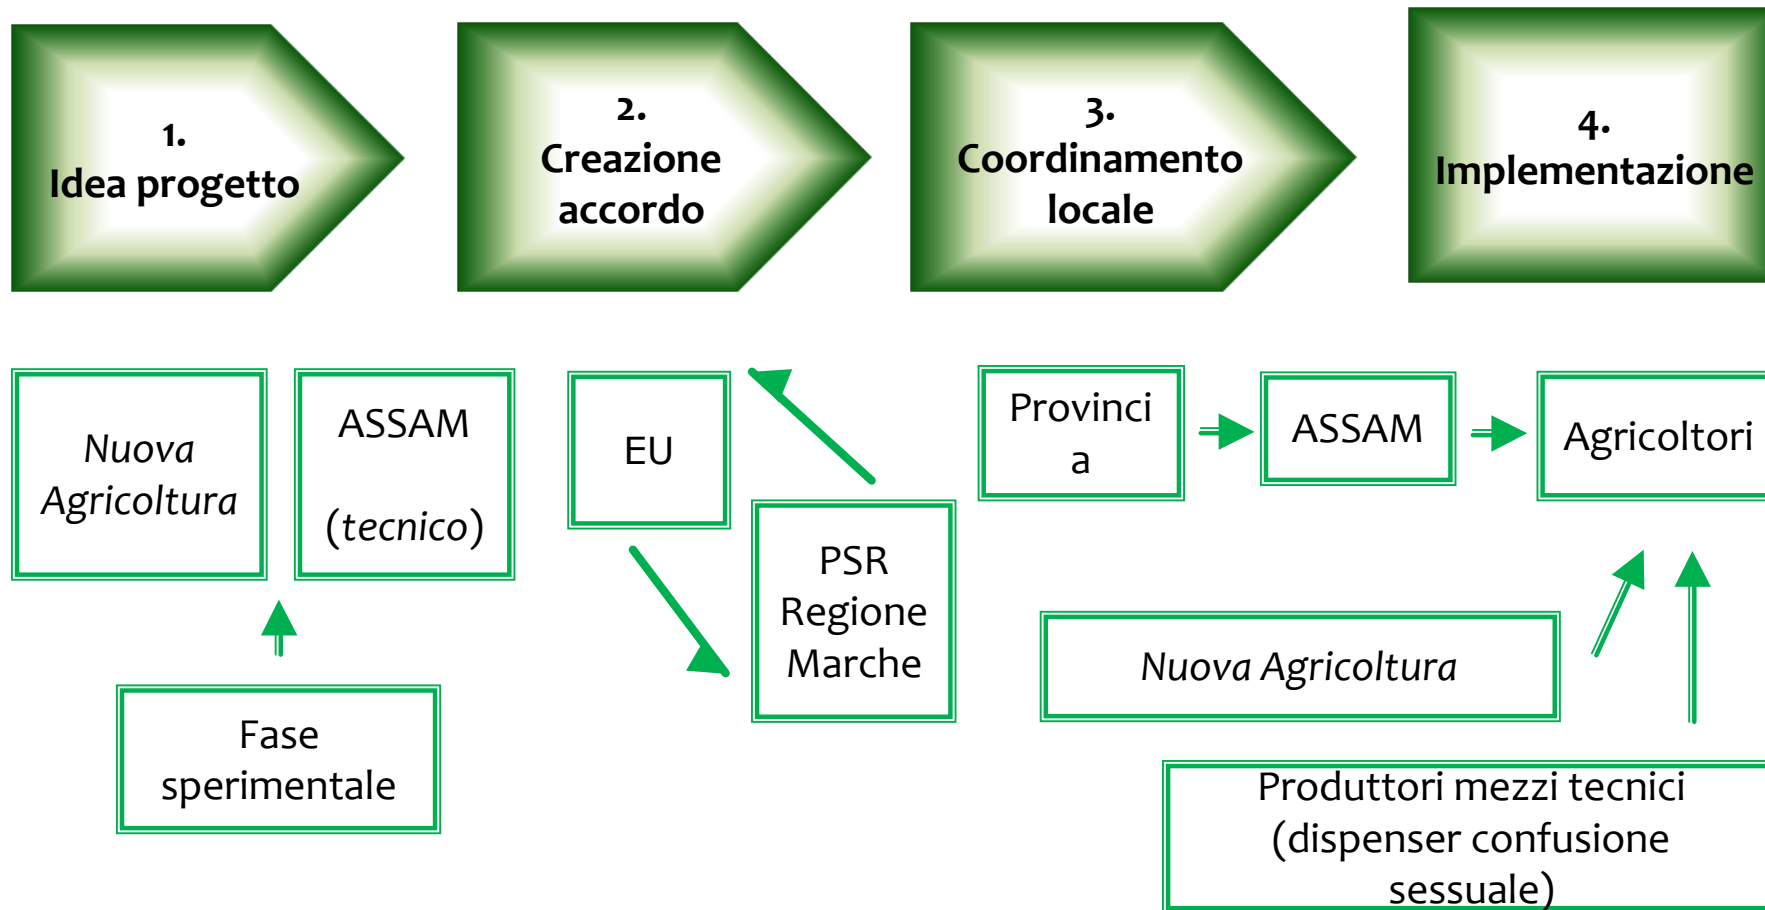 1.
Idea progetto
2.
Creazione
accordo
3.
Coordinamento
locale
4.
Implementazione
Nuova
Agricoltura
ASSAM
(tecnico)
Fase
sperimentale
EU
PSR
Regione
Marche
Provinci
a
ASSAM
Agricoltori
Nuova Agricoltura
Produttori mezzi tecnici
(dispenser confusione
sessuale)